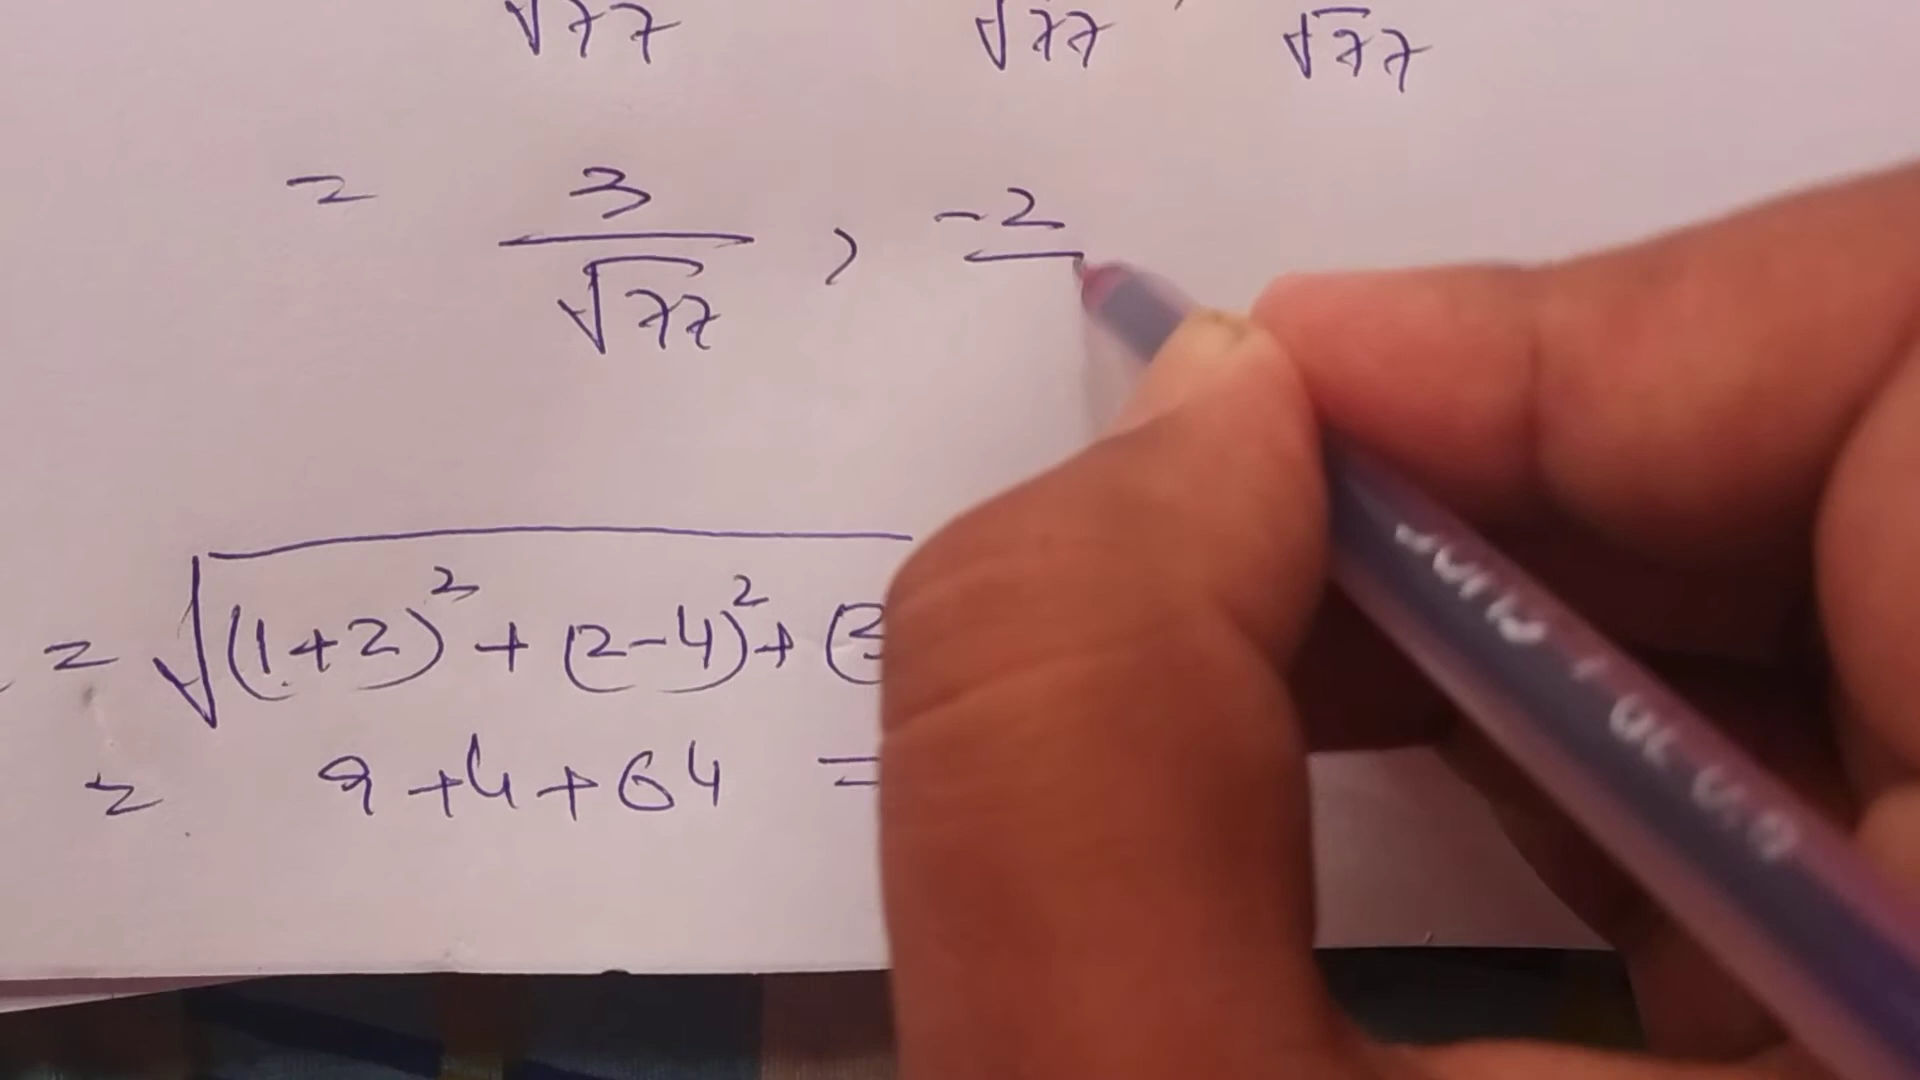 √77 √77 √77
= 3/√77 , -2
= √(1+2)² + (2-4)² + (3
= 9+4+64 =